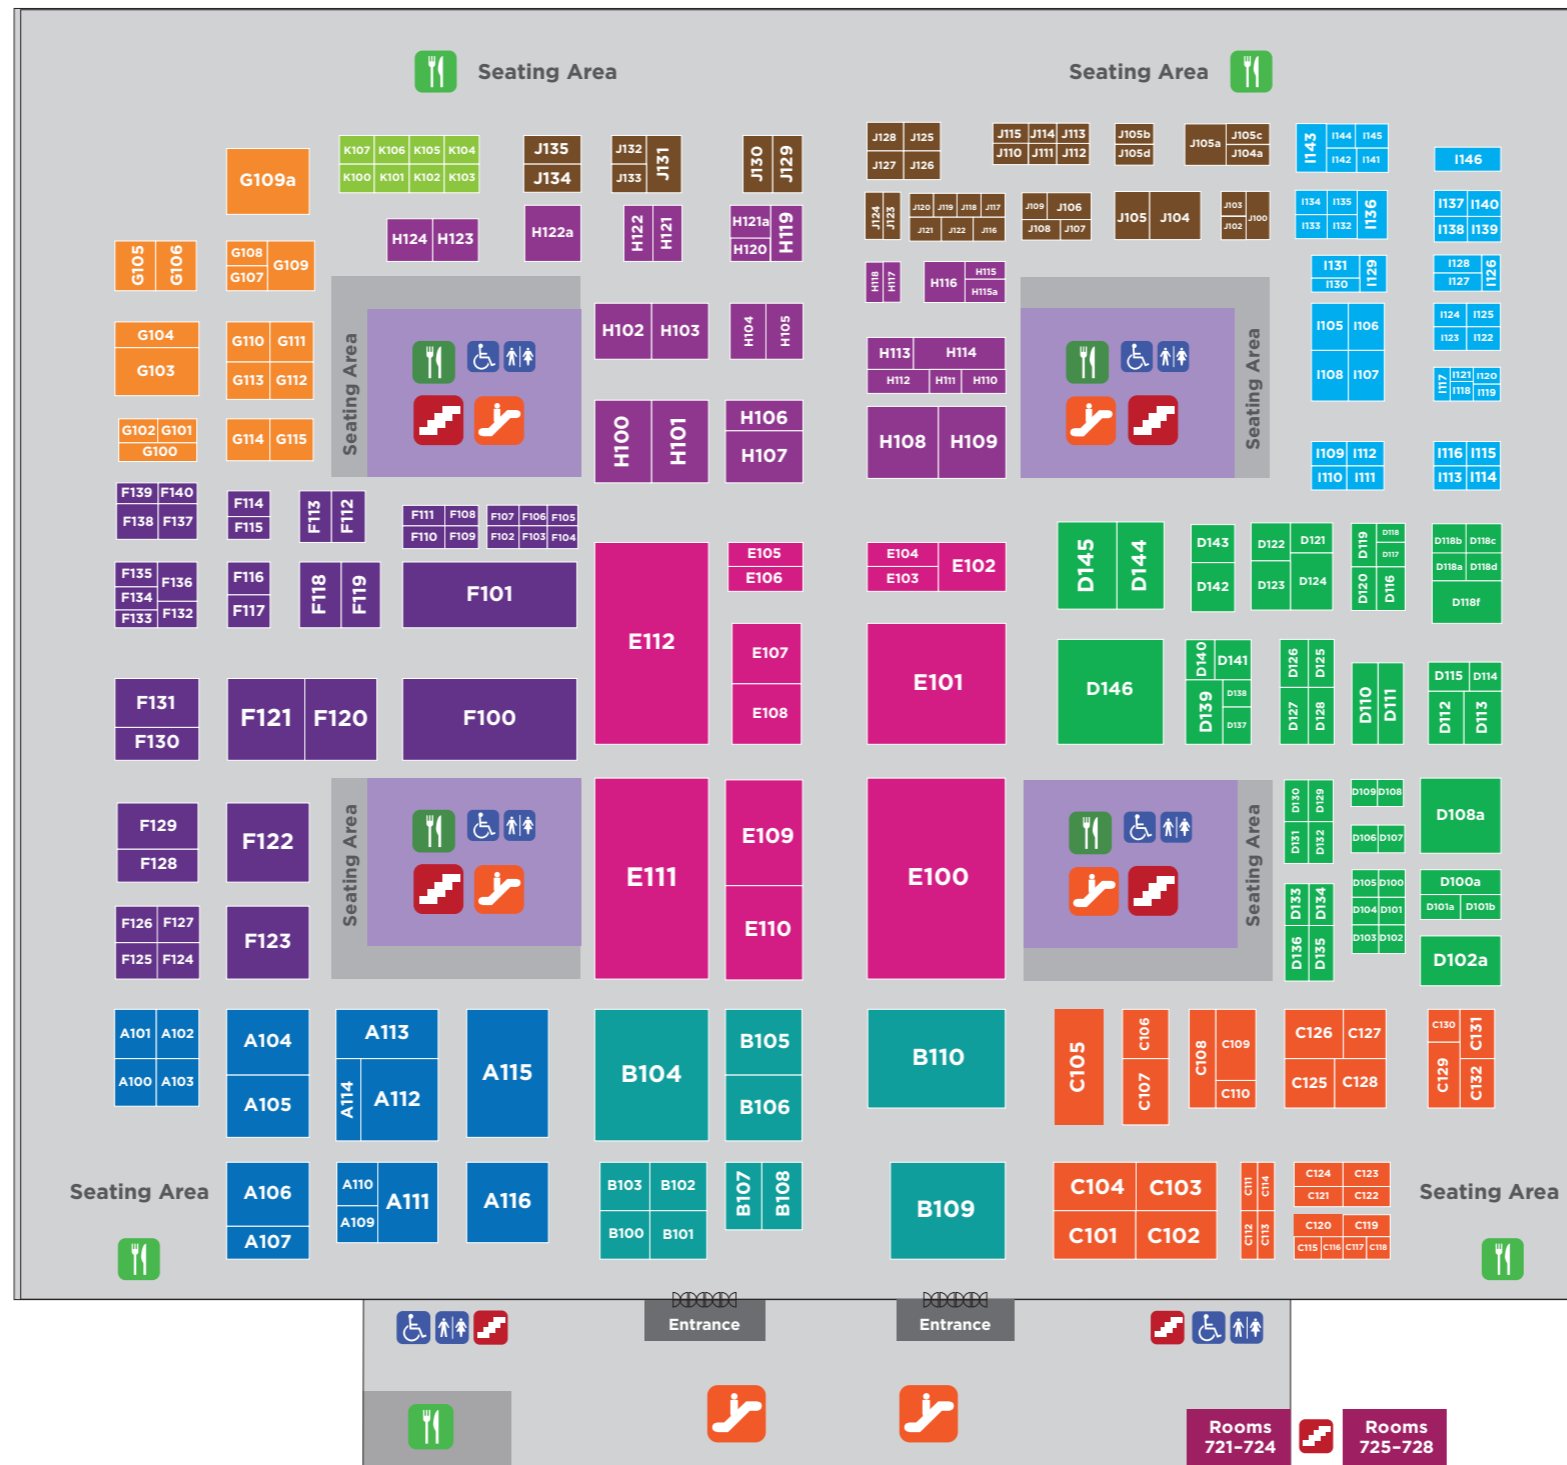 Seating Area
Seating Area
G109a
K107 K106 K105 K104
K100 K101 K102 K103
J135
J134
J132
J133
J131
J130
J129
J128 J125
J127 J126
J115 J114 J113
J110 J111 J112
J105b
J105d
J105a
J105c
J104a
I143
I144 I145
I142 I141
I146
H124 H123
H122a
H122
H121
H121a
H120
H119
J124
J123
J120 J119 J118 J117
J121 J122 J116
J109 J106
J108 J107
J105 J104
J103
J102
J100
I134 I135
I133 I132
I136
I137 I140
I138 I139
G105
G106
G108
G107
G109
H118
H117
H116
H115
H115a
I131
I130
I129
I128
I127
I126
G104
G103
G110 G111
G113 G112
Seating Area
H102 H103
H104
H105
H113 H114
H112 H111 H110
Seating Area
I105 I106
I108 I107
I124 I125
I123 I122
I117
I121 I120
I118 I119
G102 G101
G100
G114 G115
H100
H101
H106
H107
H108 H109
I109 I112
I110 I111
I116 I115
I113 I114
F139 F140
F138 F137
F114
F115
F113
F112
F111 F108
F110 F109
F107 F106 F105
F102 F103 F104
E112
E105
E106
E104
E103
E102
D145
D144
D143
D142
D122
D123
D121
D124
D119
D118
D117
D120
D116
D118b D118c
D118a D118d
D118f
F135
F134
F133
F136
F132
F116
F117
F118
F119
F101
E107
E108
E101
D146
D140
D141
D139
D138
D137
D126
D125
D127
D128
D110
D111
D115 D114
D112
D113
F131
F130
F121 F120
F100
Seating Area
E111
E109
E110
E100
Seating Area
D130
D129
D131
D132
D109 D108
D106 D107
D108a
F129
F128
F122
D133
D134
D136
D135
D105 D100
D104 D101
D103 D102
D100a
D101a D101b
D102a
F126 F127
F125 F124
F123
A101 A102
A100 A103
A104
A105
A113
A114
A112
A115
B104
B105
B106
B110
C105
C106
C107
C108
C109
C110
C126 C127
C125 C128
C130
C129
C131
C132
Seating Area
A106
A107
A110
A109
A111
A116
B103 B102
B100 B101
B107
B108
B109
C104 C103
C101 C102
C111
C114
C112
C113
C124 C123
C121 C122
C120 C119
C115 C116 C117 C118
Seating Area
Entrance
Entrance
Rooms
721–724
Rooms
725–728